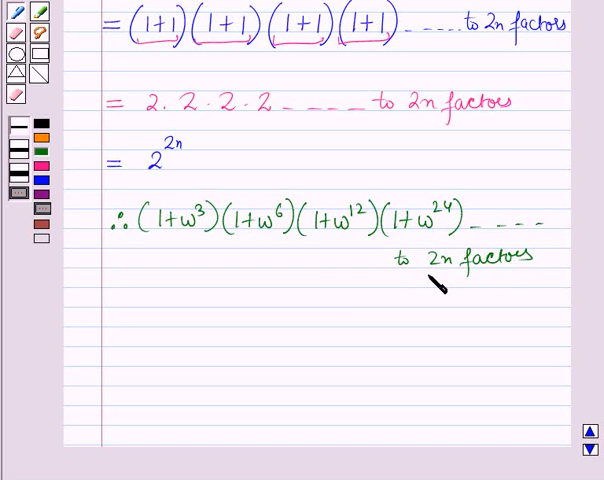 = (1+1) (1+1) (1+1) (1+1) ------ to 2n factors
= 2 . 2 . 2 . 2 ----- to 2n factors
= 2^{2n}
∴ (1+ω^3) (1+ω^6) (1+ω^{12}) (1+ω^{24}) ----
to 2n factors